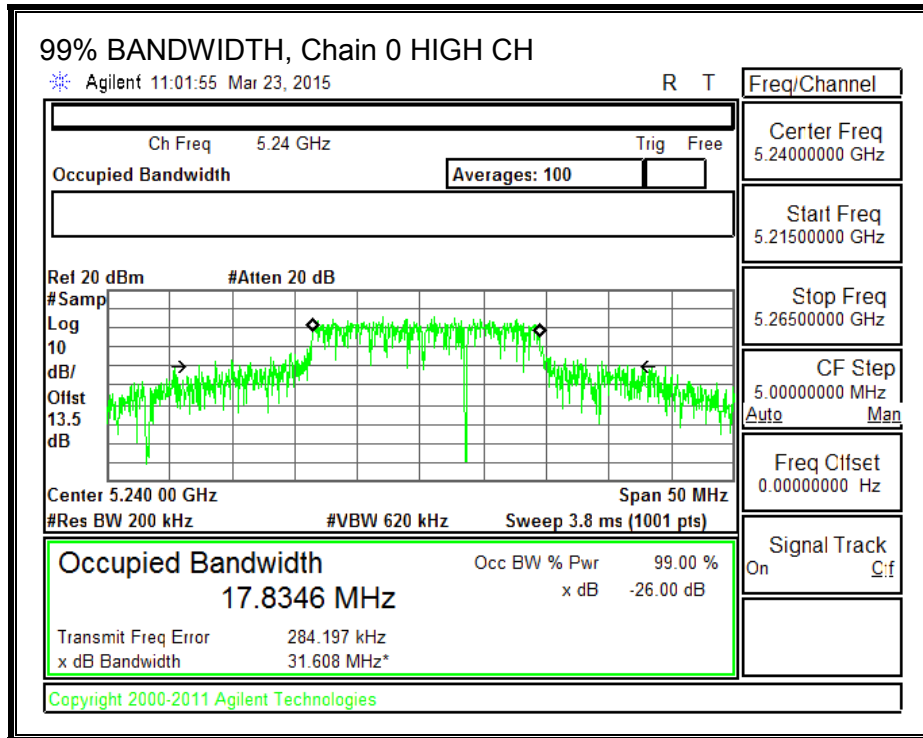 99% BANDWIDTH, Chain 0 HIGH CH
Agilent 11:01:55 Mar 23, 2015 R T
Freq/Channel
Ch Freq 5.24 GHz Trig Free
Occupied Bandwidth Averages: 100
Center Freq
5.24000000 GHz
Start Freq
5.21500000 GHz
Stop Freq
5.26500000 GHz
CF Step
5.00000000 MHz
Auto Man
Freq Offset
0.00000000 Hz
Signal Track
On Off
Ref 20 dBm #Atten 20 dB
#Samp
Log
10
dB/
Offst
13.5
dB
Center 5.240 00 GHz Span 50 MHz
#Res BW 200 kHz #VBW 620 kHz Sweep 3.8 ms (1001 pts)
Occupied Bandwidth
17.8346 MHz
Occ BW % Pwr 99.00 %
x dB -26.00 dB
Transmit Freq Error 284.197 kHz
x dB Bandwidth 31.608 MHz*
Copyright 2000-2011 Agilent Technologies